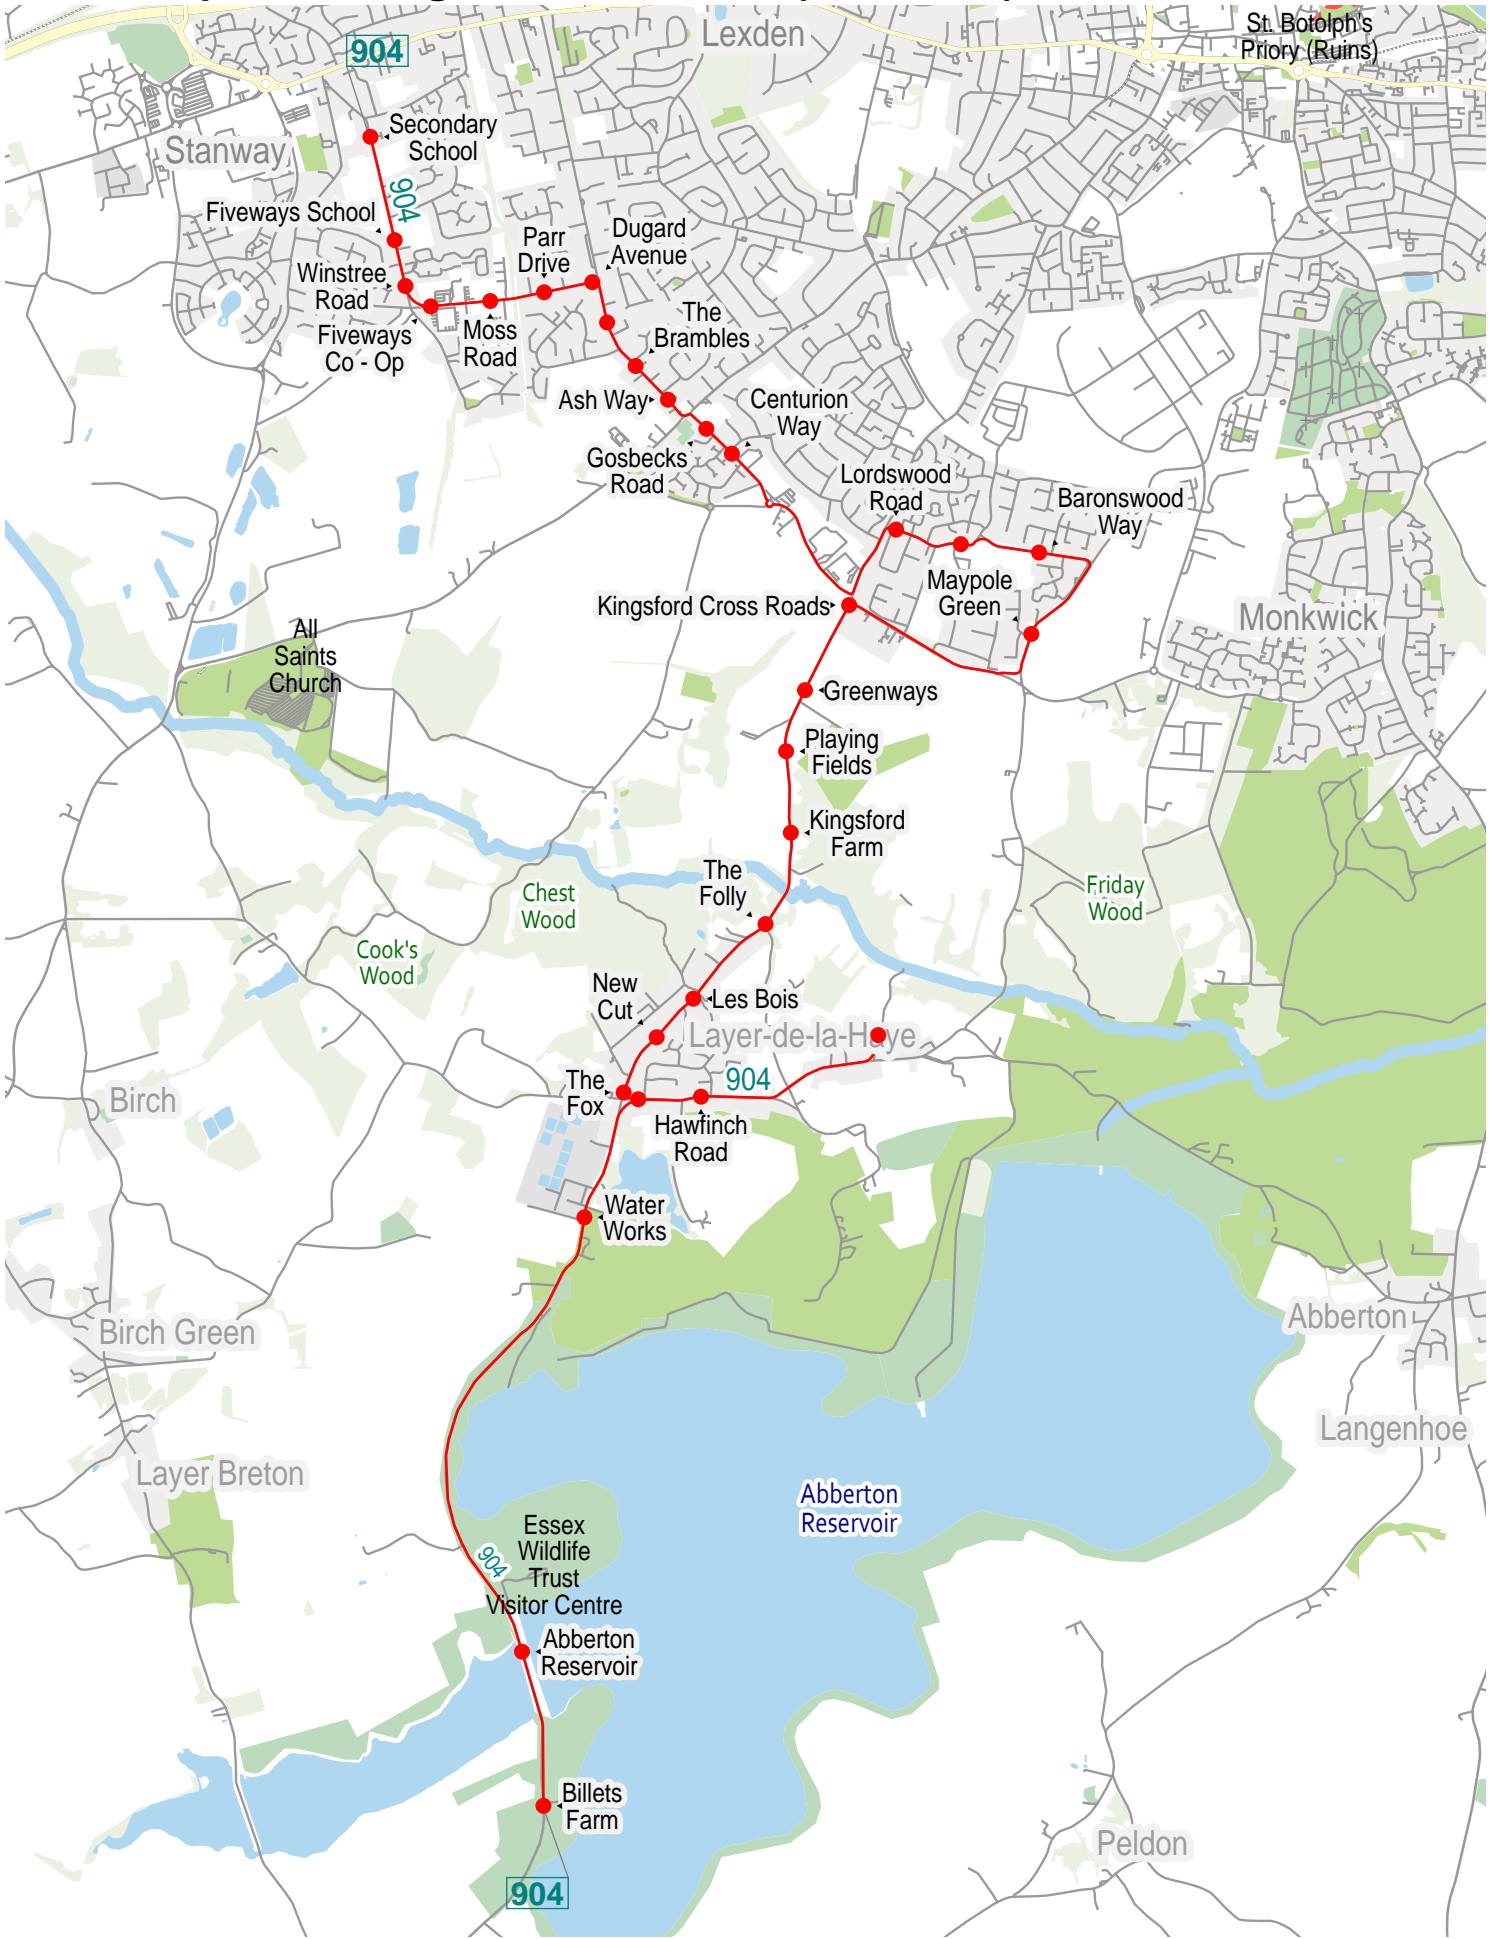 Lexden
St. Botolph's
Priory (Ruins)
904
Secondary
School
Stanway
904
Fiveways School
Parr
Drive
Dugard
Avenue
Winstree
Road
Fiveways
Co - Op
Moss
Road
The
Brambles
Ash Way
Centurion
Way
Gosbecks
Road
Lordswood
Road
Baronswood
Way
Maypole
Green
Kingsford Cross Roads
Monkwick
All
Saints
Church
Greenways
Playing
Fields
Kingsford
Farm
The
Folly
Chest
Wood
Friday
Wood
Cook's
Wood
New
Cut
Les Bois
Layer-de-la-Haye
904
The
Fox
Birch
Hawfinch
Road
Water
Works
Birch Green
Abberton
Langenhoe
Layer Breton
Abberton
Reservoir
Essex
Wildlife
Trust
Visitor Centre
904
Abberton
Reservoir
Billets
Farm
Peldon
904